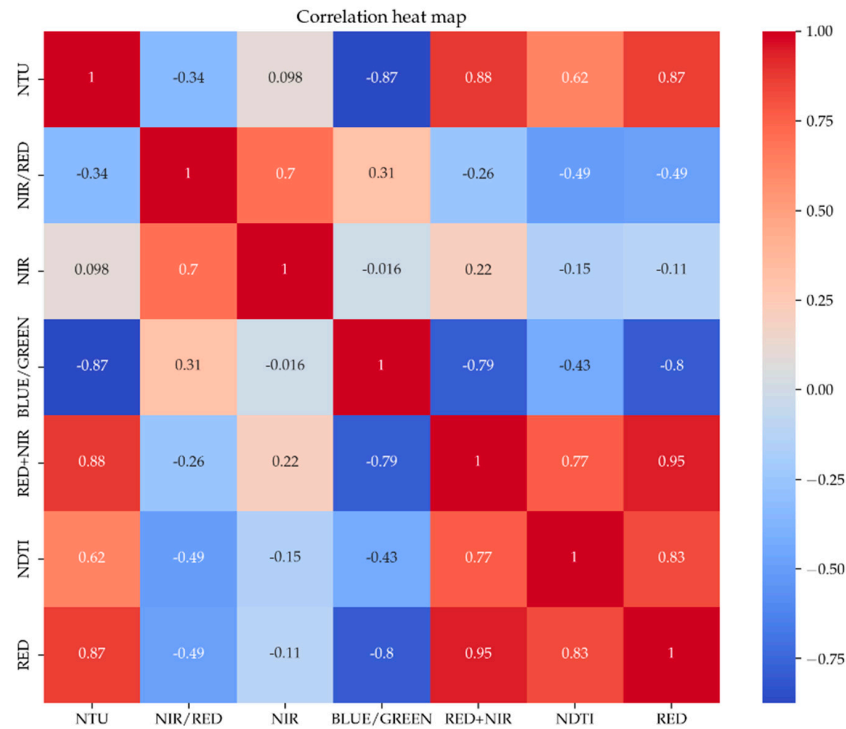 Correlation heat map
NTU 1 -0.34 0.098 -0.87 0.88 0.62 0.87
NIR/RED -0.34 1 0.7 0.31 -0.26 -0.49 -0.49
NIR 0.098 0.7 1 -0.016 0.22 -0.15 -0.11
BLUE/GREEN -0.87 0.31 -0.016 1 -0.79 -0.43 -0.8
RED+NIR 0.88 -0.26 0.22 -0.79 1 0.77 0.95
NDTI 0.62 -0.49 -0.15 -0.43 0.77 1 0.83
RED 0.87 -0.49 -0.11 -0.8 0.95 0.83 1
NTU NIR/RED NIR BLUE/GREEN RED+NIR NDTI RED
1.00
0.75
0.50
0.25
0.00
−0.25
−0.50
−0.75